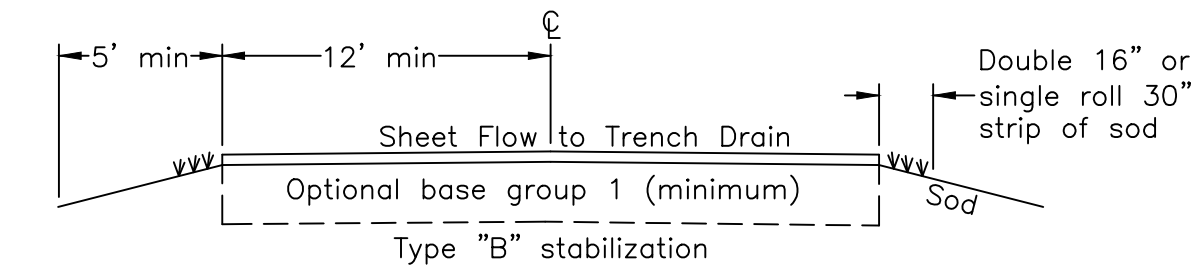 ℄
5' min
12' min
Double 16" or
single roll 30"
strip of sod
Sheet Flow to Trench Drain
Optional base group 1 (minimum)
Sod
Type "B" stabilization